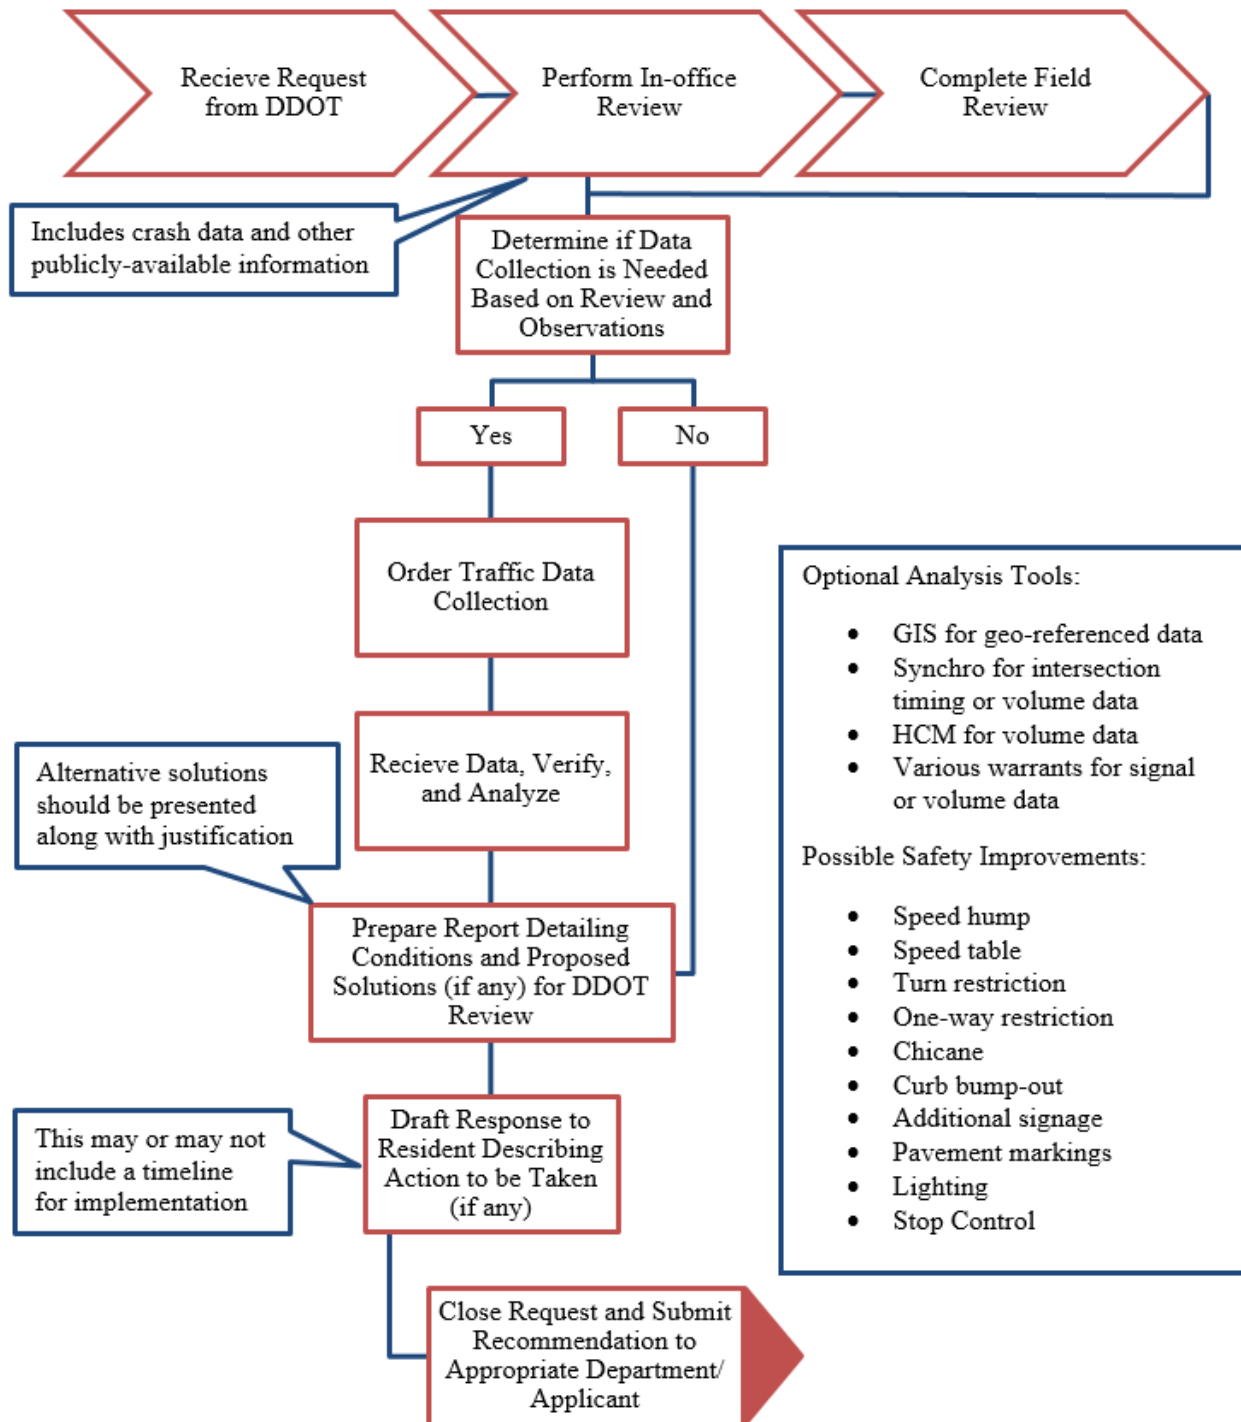 Recieve Request
from DDOT
Perform In-office
Review
Complete Field
Review
Includes crash data and other
publicly-available information
Determine if Data
Collection is Needed
Based on Review and
Observations
Yes
No
Order Traffic Data
Collection
Recieve Data, Verify,
and Analyze
Alternative solutions
should be presented
along with justification
Prepare Report Detailing
Conditions and Proposed
Solutions (if any) for DDOT
Review
This may or may not
include a timeline
for implementation
Draft Response to
Resident Describing
Action to be Taken
(if any)
Close Request and Submit
Recommendation to
Appropriate Department/
Applicant
Optional Analysis Tools:
• GIS for geo-referenced data
• Synchro for intersection
timing or volume data
• HCM for volume data
• Various warrants for signal
or volume data
Possible Safety Improvements:
• Speed hump
• Speed table
• Turn restriction
• One-way restriction
• Chicane
• Curb bump-out
• Additional signage
• Pavement markings
• Lighting
• Stop Control